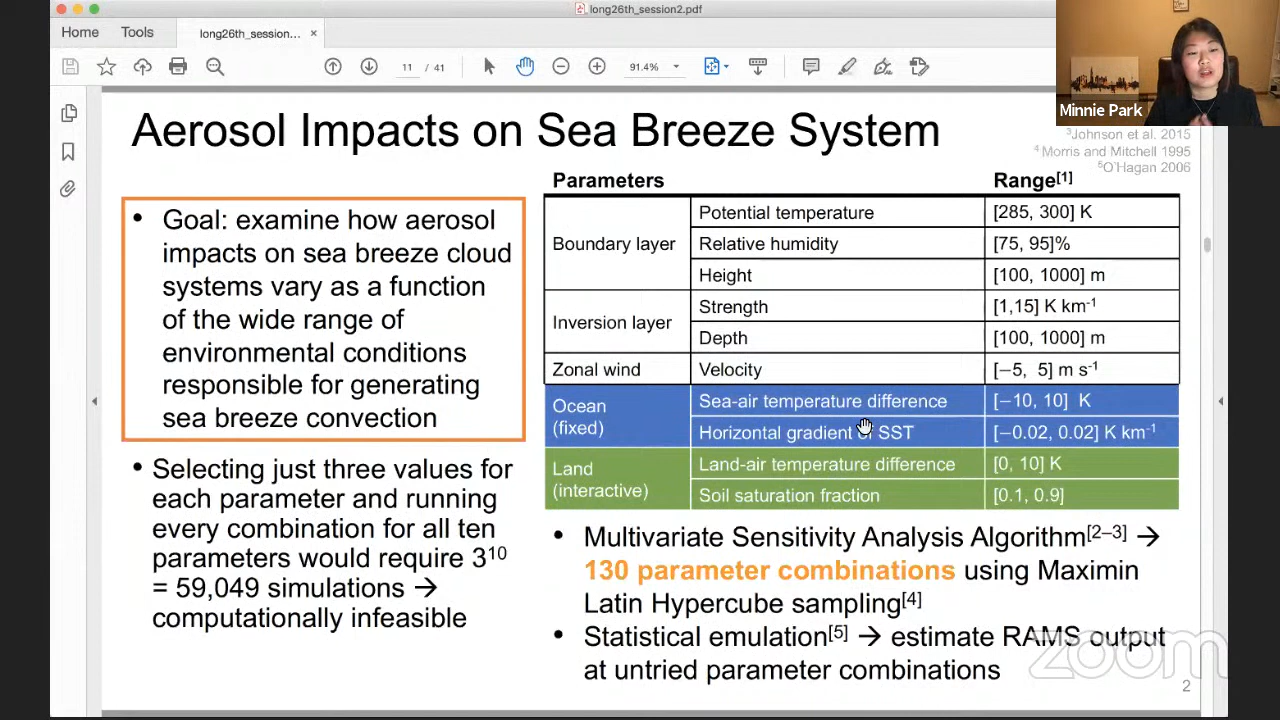 long26th_session2.pdf
Home
Tools
long26th_session...
×
11 / 41
91.4%
Minnie Park
Aerosol Impacts on Sea Breeze System
³Johnson et al. 2015
⁴Morris and Mitchell 1995
⁵O'Hagan 2006
• Goal: examine how aerosol
impacts on sea breeze cloud
systems vary as a function
of the wide range of
environmental conditions
responsible for generating
sea breeze convection
• Selecting just three values for
each parameter and running
every combination for all ten
parameters would require 3¹⁰
= 59,049 simulations →
computationally infeasible
Parameters Range[1]
Boundary layer
Potential temperature [285, 300] K
Relative humidity [75, 95]%
Height [100, 1000] m
Inversion layer
Strength [1,15] K km⁻¹
Depth [100, 1000] m
Zonal wind Velocity [−5, 5] m s⁻¹
Ocean
(fixed)
Sea-air temperature difference [−10, 10] K
Horizontal gradient of SST [−0.02, 0.02] K km⁻¹
Land
(interactive)
Land-air temperature difference [0, 10] K
Soil saturation fraction [0.1, 0.9]
• Multivariate Sensitivity Analysis Algorithm[2–3] →
130 parameter combinations using Maximin
Latin Hypercube sampling[4]
• Statistical emulation[5] → estimate RAMS output
at untried parameter combinations
zoom
2